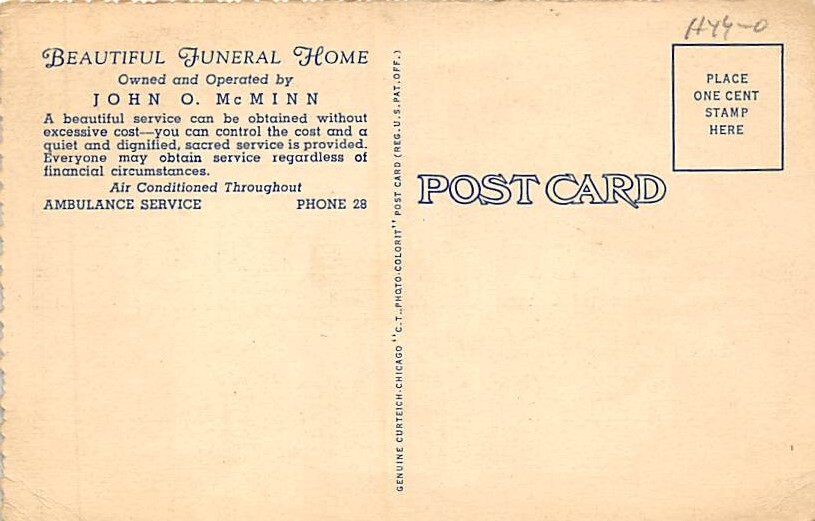 BEAUTIFUL FUNERAL HOME
Owned and Operated by
JOHN O. McMINN
A beautiful service can be obtained without
excessive cost—you can control the cost and a
quiet and dignified, sacred service is provided.
Everyone may obtain service regardless of
financial circumstances.
Air Conditioned Throughout
AMBULANCE SERVICE PHONE 28
GENUINE CURTEICH-CHICAGO "C.T. PHOTO-COLORIT" POST CARD (REG. U.S. PAT. OFF.)
POST CARD
PLACE
ONE CENT
STAMP
HERE